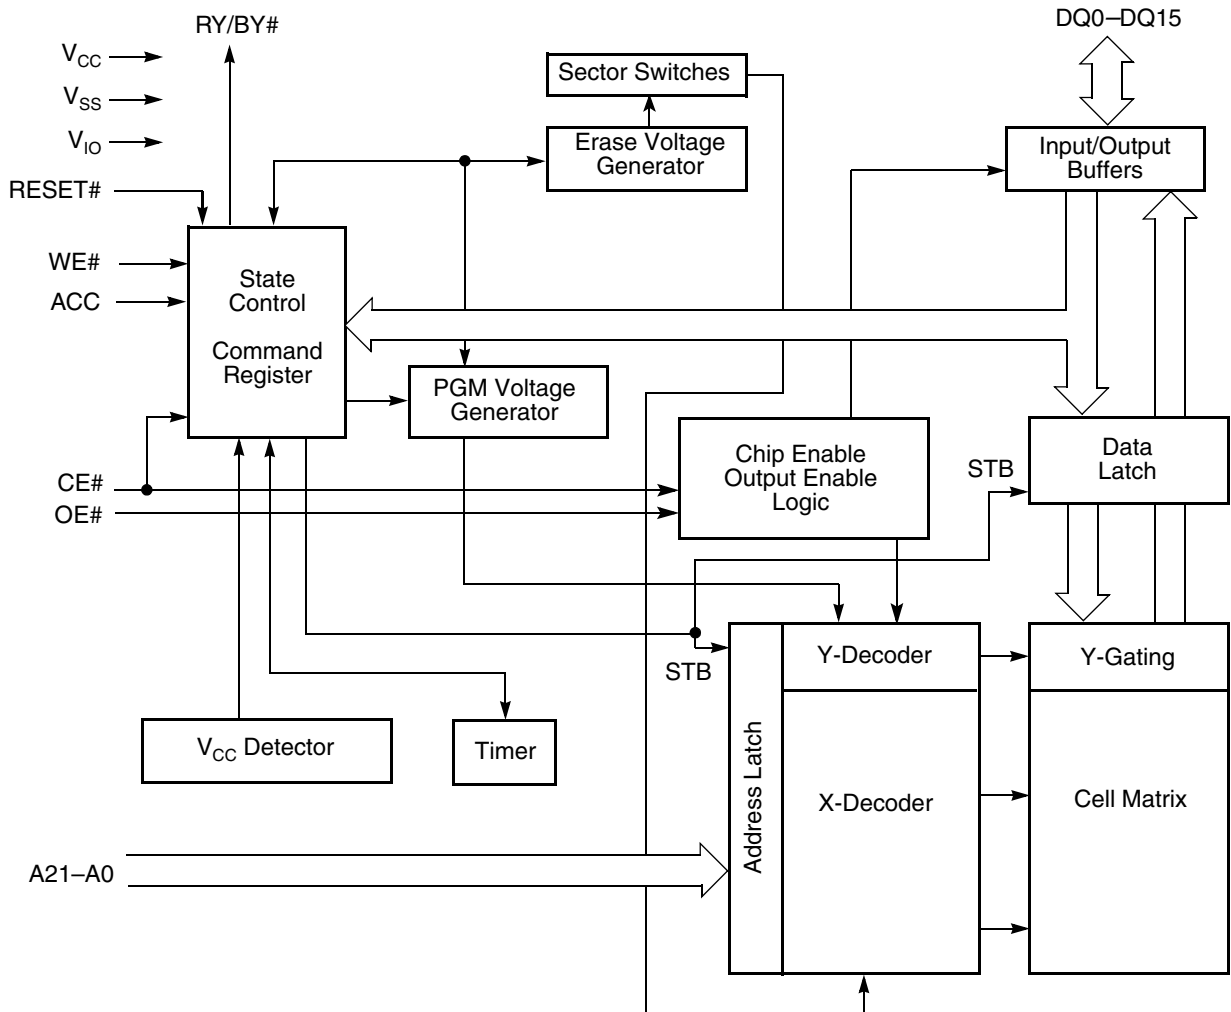 RY/BY#
DQ0–DQ15
VCC
VSS
VIO
RESET#
WE#
ACC
CE#
OE#
Sector Switches
Erase Voltage
Generator
Input/Output
Buffers
State
Control
Command
Register
PGM Voltage
Generator
Chip Enable
Output Enable
Logic
STB
Data
Latch
STB
Y-Decoder
Y-Gating
VCC Detector
Timer
Address Latch
X-Decoder
Cell Matrix
A21–A0